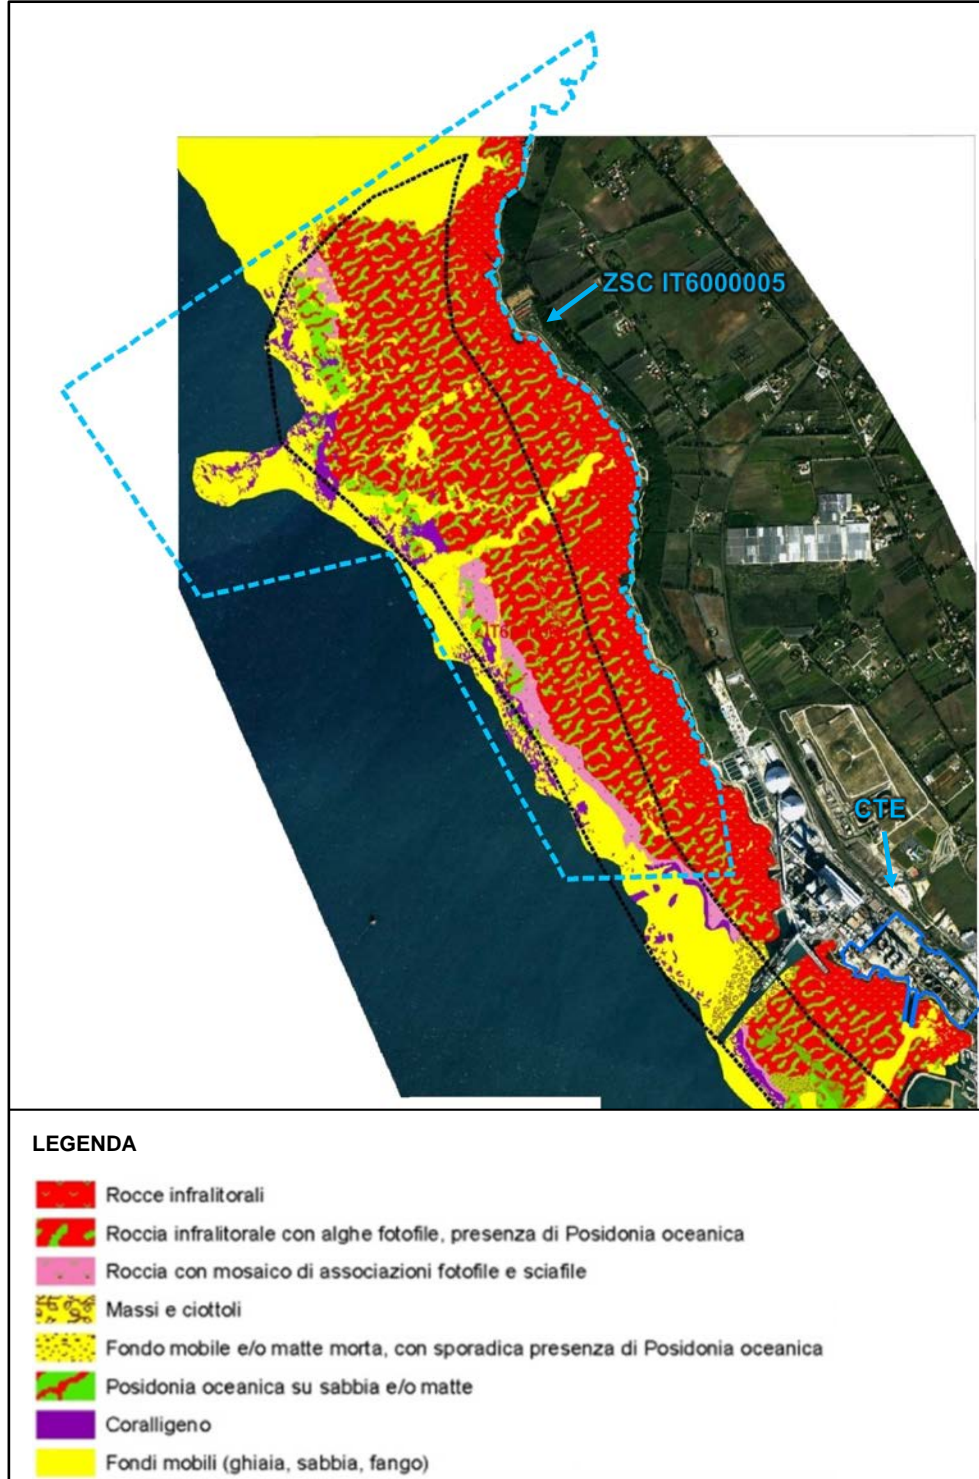 ZSC IT6000005
CTE
LEGENDA
Rocce infralitorali
Roccia infralitorale con alghe fotofile, presenza di Posidonia oceanica
Roccia con mosaico di associazioni fotofile e sciafile
Massi e ciottoli
Fondo mobile e/o matte morta, con sporadica presenza di Posidonia oceanica
Posidonia oceanica su sabbia e/o matte
Coralligeno
Fondi mobili (ghiaia, sabbia, fango)